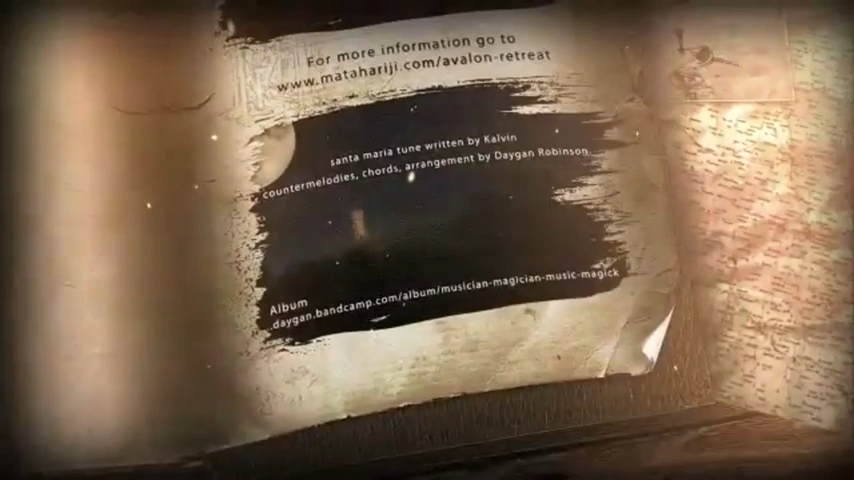 For more information go to
www.matahariji.com/avalon-retreat
santa maria tune written by Kalvin
countermelodies, chords, arrangement by Daygan Robinson
Album
daygan.bandcamp.com/album/musician-magician-music-magick